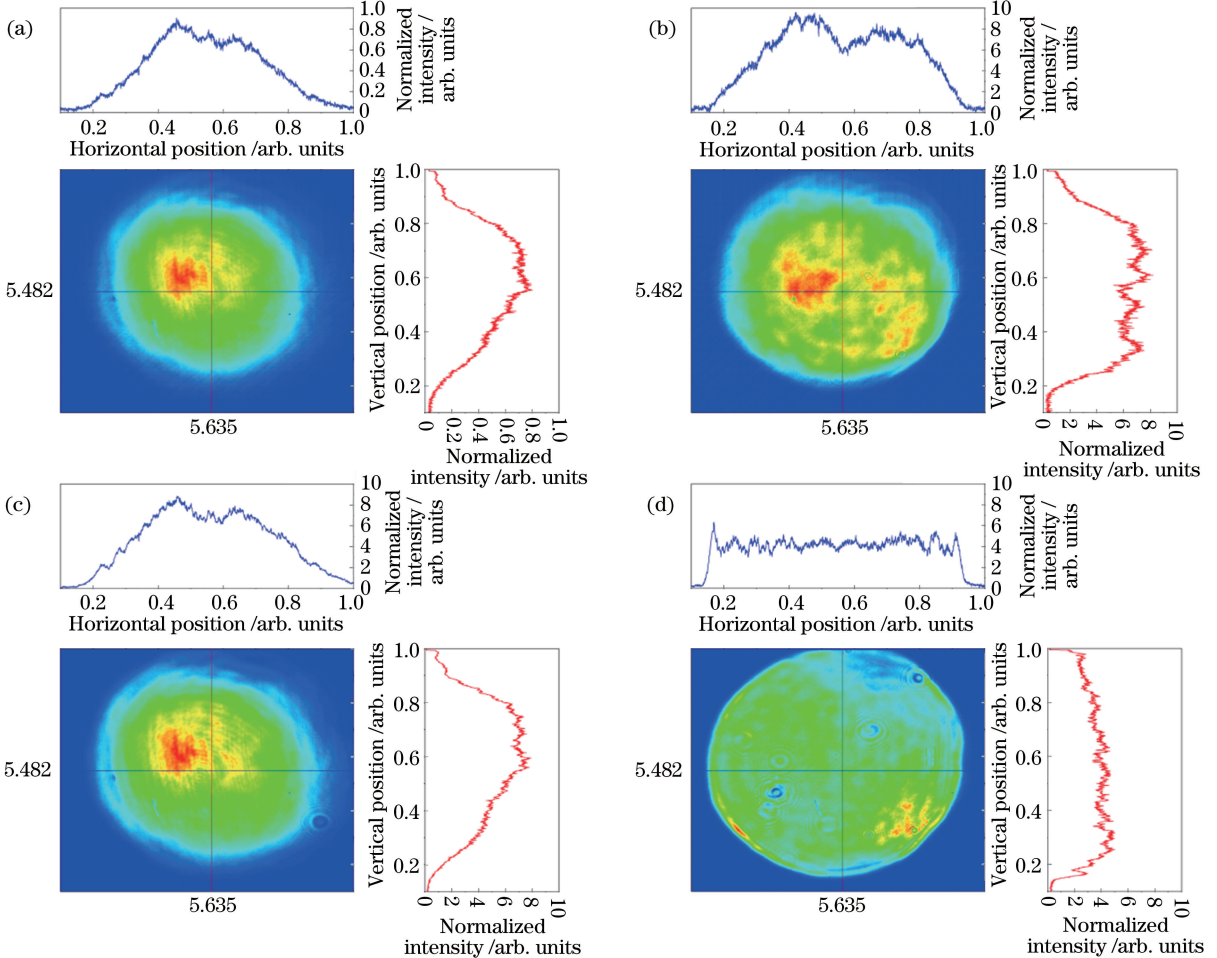 (a)
1.0
0.8
0.6
0.4
0.2
0
Normalized
intensity /
arb. units
0.2 0.4 0.6 0.8 1.0
Horizontal position /arb. units
5.482
5.635
1.0
0.8
0.6
0.4
0.2
Vertical position /arb. units
0 0.2 0.4 0.6 0.8 1.0
Normalized
intensity /arb. units
(b)
10
8
6
4
2
0
Normalized
intensity /
arb. units
0.2 0.4 0.6 0.8 1.0
Horizontal position /arb. units
5.482
5.635
1.0
0.8
0.6
0.4
0.2
Vertical position /arb. units
0 2 4 6 8 10
Normalized
intensity /arb. units
(c)
10
8
6
4
2
0
Normalized
intensity /
arb. units
0.2 0.4 0.6 0.8 1.0
Horizontal position /arb. units
5.482
5.635
1.0
0.8
0.6
0.4
0.2
Vertical position /arb. units
0 2 4 6 8 10
Normalized
intensity /arb. units
(d)
10
8
6
4
2
0
Normalized
intensity /
arb. units
0.2 0.4 0.6 0.8 1.0
Horizontal position /arb. units
5.482
5.635
1.0
0.8
0.6
0.4
0.2
Vertical position /arb. units
0 2 4 6 8 10
Normalized
intensity /arb. units